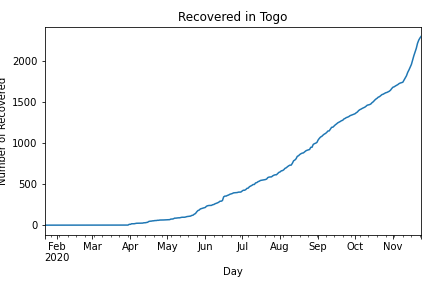 Recovered in Togo
Number of Recovered
2000
1500
1000
500
0
Feb Mar Apr May Jun Jul Aug Sep Oct Nov
2020
Day